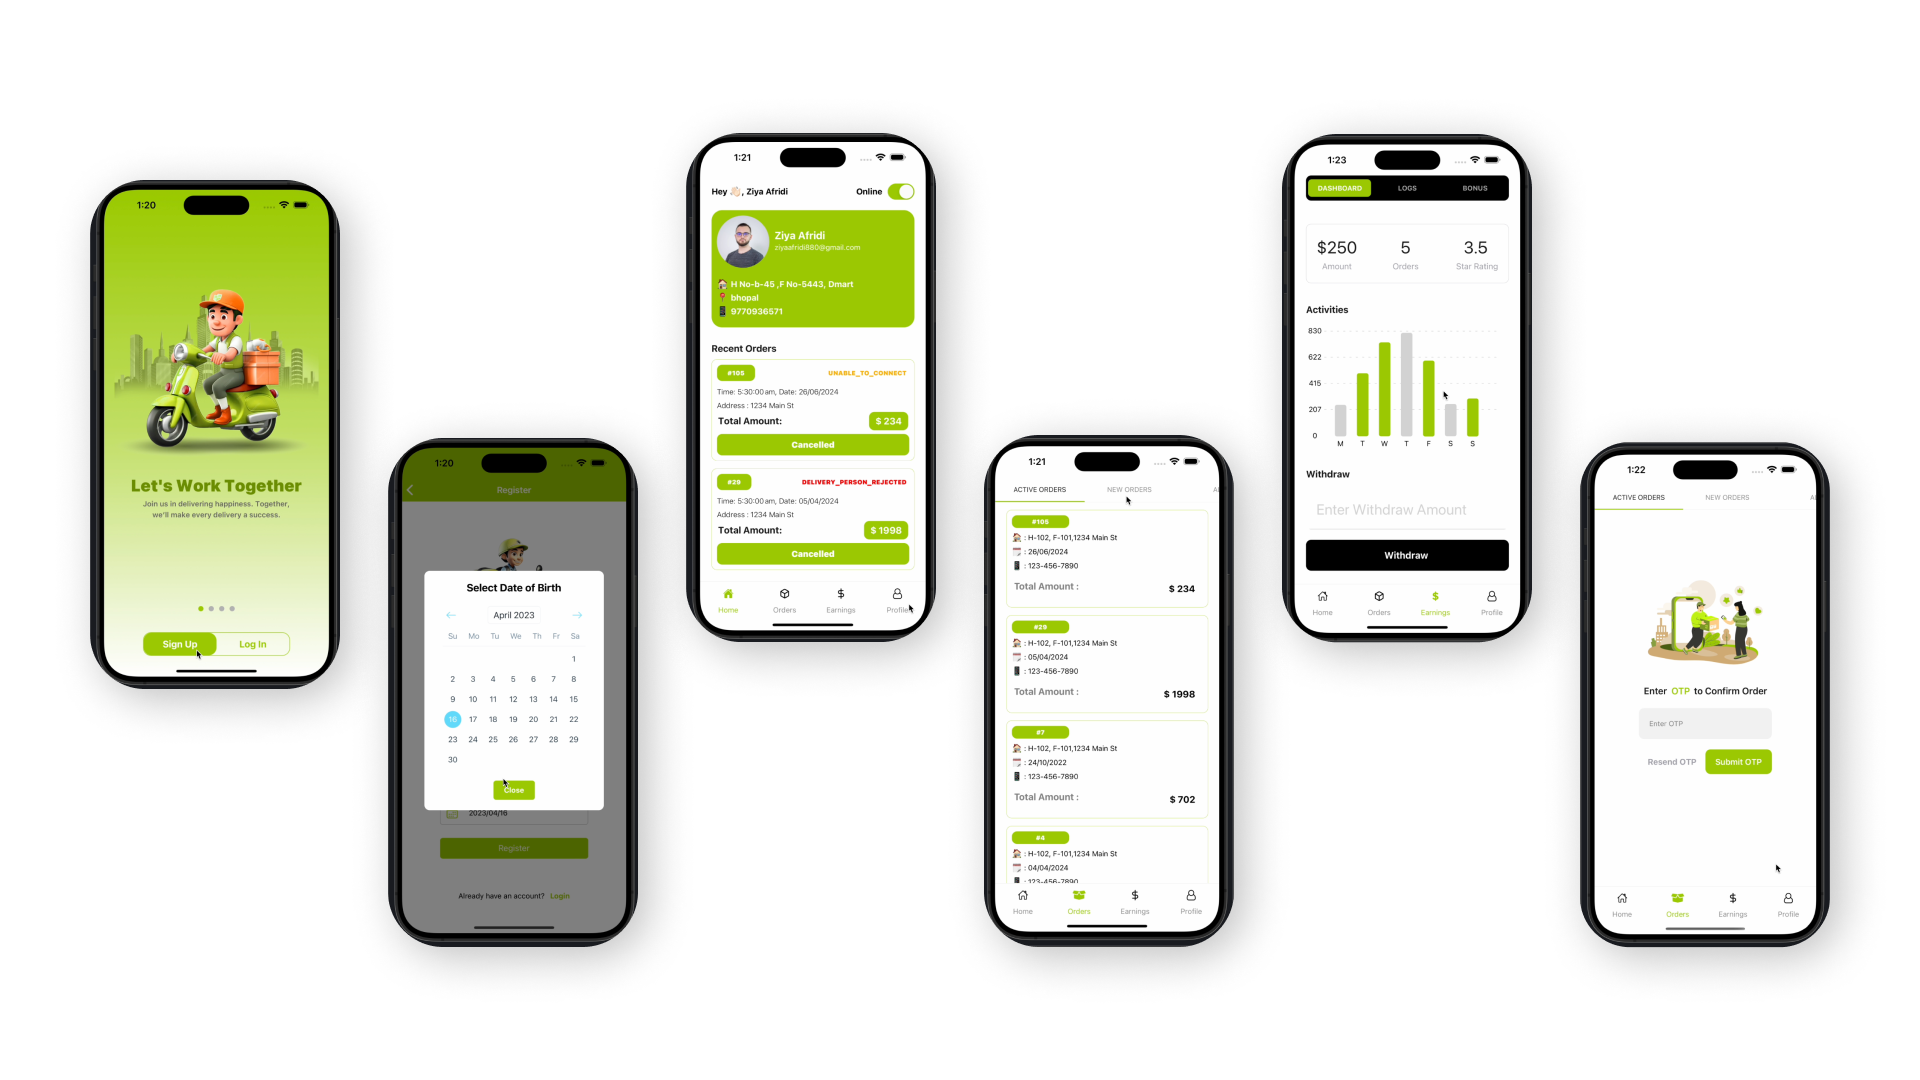 1:20
Let's Work Together
Join us in delivering happiness. Together,
we'll make every delivery a success.
Sign Up
Log In
1:20
Register
Select Date of Birth
April 2023
Su Mo Tu We Th Fr Sa
1
2 3 4 5 6 7 8
9 10 11 12 13 14 15
16 17 18 19 20 21 22
23 24 25 26 27 28 29
30
Close
2023/04/16
Register
Already have an account? Login
1:21
Hey 👋🏻, Ziya Afridi
Online
Ziya Afridi
ziyaafridi880@gmail.com
H No-b-45 ,F No-5443, Dmart
bhopal
9770936571
Recent Orders
#105
UNABLE_TO_CONNECT
Time: 5:30:00 am, Date: 26/06/2024
Address : 1234 Main St
Total Amount:
$ 234
Cancelled
#29
DELIVERY_PERSON_REJECTED
Time: 5:30:00 am, Date: 05/04/2024
Address : 1234 Main St
Total Amount:
$ 1998
Cancelled
Home
Orders
Earnings
Profile
1:21
ACTIVE ORDERS
NEW ORDERS
#105
: H-102, F-101,1234 Main St
: 26/06/2024
: 123-456-7890
Total Amount :
$ 234
#29
: H-102, F-101,1234 Main St
: 05/04/2024
: 123-456-7890
Total Amount :
$ 1998
#7
: H-102, F-101,1234 Main St
: 24/10/2022
: 123-456-7890
Total Amount :
$ 702
#4
: H-102, F-101,1234 Main St
: 04/04/2024
: 123-456-7890
Home
Orders
Earnings
Profile
1:23
DASHBOARD
LOGS
BONUS
$250
5
3.5
Amount
Orders
Star Rating
Activities
830
622
415
207
0
M T W T F S S
Withdraw
Enter Withdraw Amount
Withdraw
Home
Orders
Earnings
Profile
1:22
ACTIVE ORDERS
NEW ORDERS
Enter OTP to Confirm Order
Enter OTP
Resend OTP
Submit OTP
Home
Orders
Earnings
Profile